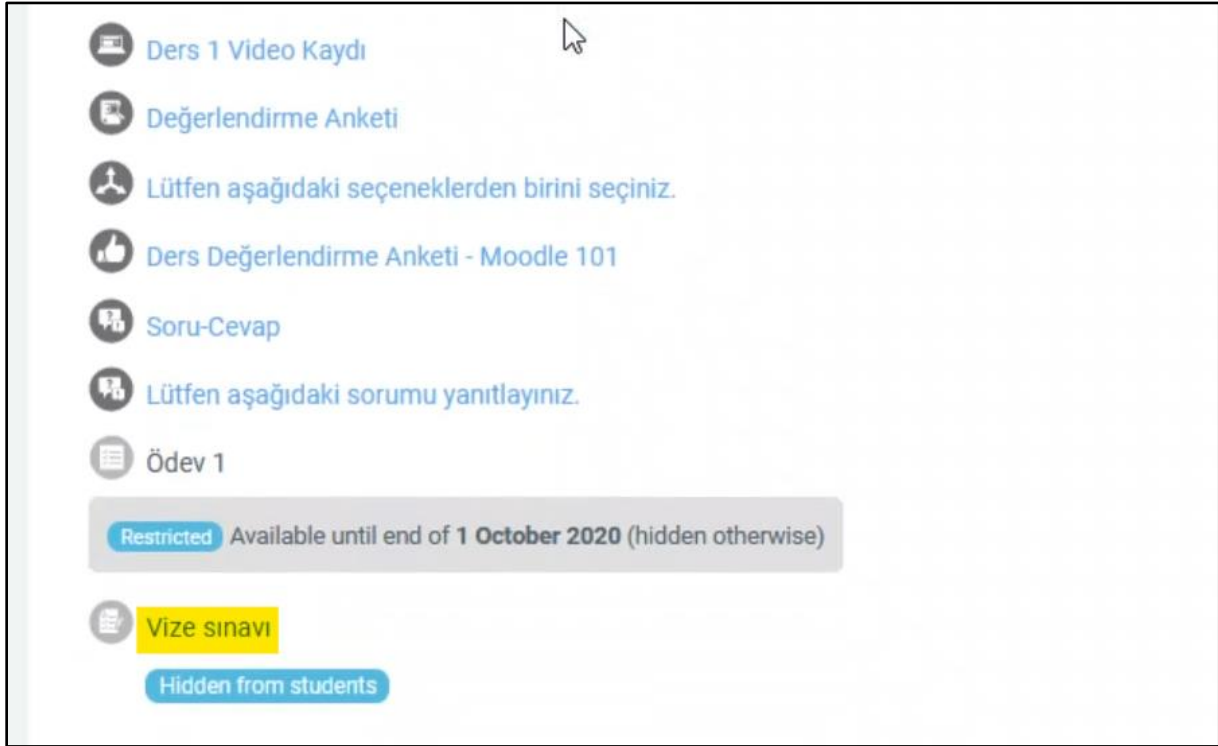 Ders 1 Video Kaydı
Değerlendirme Anketi
Lütfen aşağıdaki seçeneklerden birini seçiniz.
Ders Değerlendirme Anketi - Moodle 101
Soru-Cevap
Lütfen aşağıdaki sorumu yanıtlayınız.
Ödev 1
Restricted Available until end of 1 October 2020 (hidden otherwise)
Vize sınavı
Hidden from students